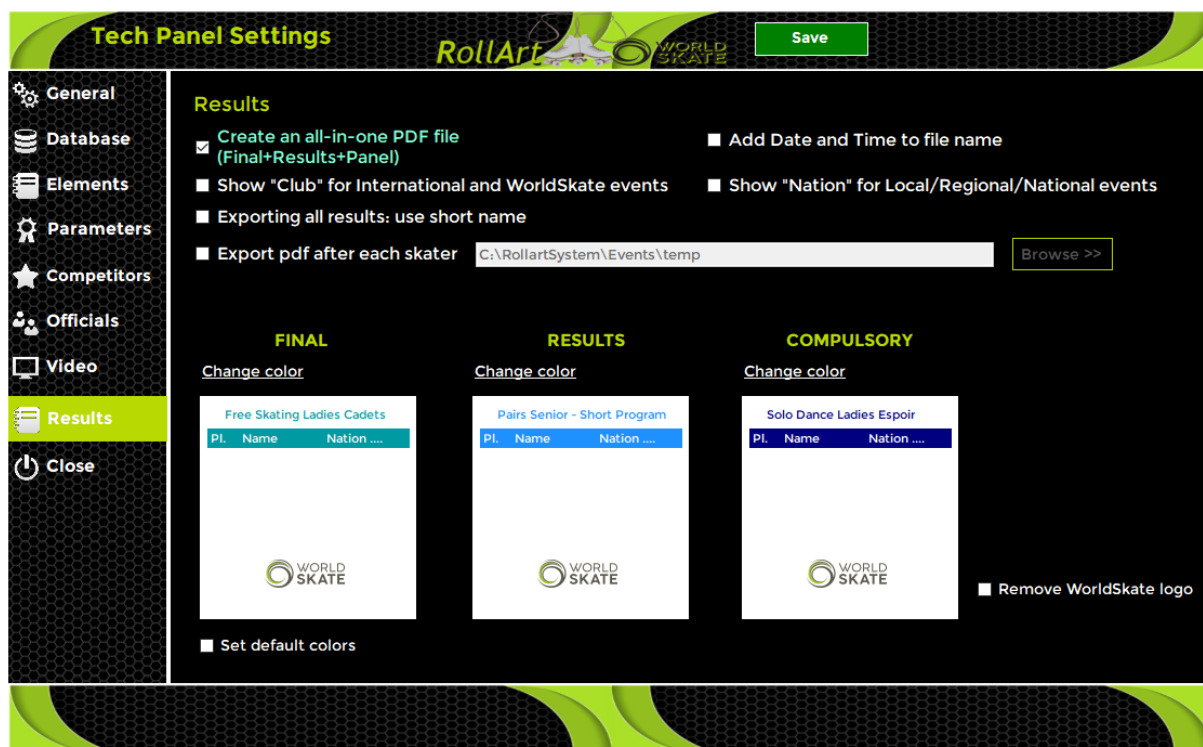 Tech Panel Settings
RollArt
WORLD
SKATE
Save
General
Database
Elements
Parameters
Competitors
Officials
Video
Results
Close
Results
Create an all-in-one PDF file
(Final+Results+Panel)
Add Date and Time to file name
Show "Club" for International and WorldSkate events
Show "Nation" for Local/Regional/National events
Exporting all results: use short name
Export pdf after each skater
C:\RollartSystem\Events\temp
Browse >>
FINAL
RESULTS
COMPULSORY
Change color
Change color
Change color
Free Skating Ladies Cadets
Pl. Name Nation ....
WORLD
SKATE
Pairs Senior - Short Program
Pl. Name Nation ....
WORLD
SKATE
Solo Dance Ladies Espoir
Pl. Name Nation ....
WORLD
SKATE
Remove WorldSkate logo
Set default colors